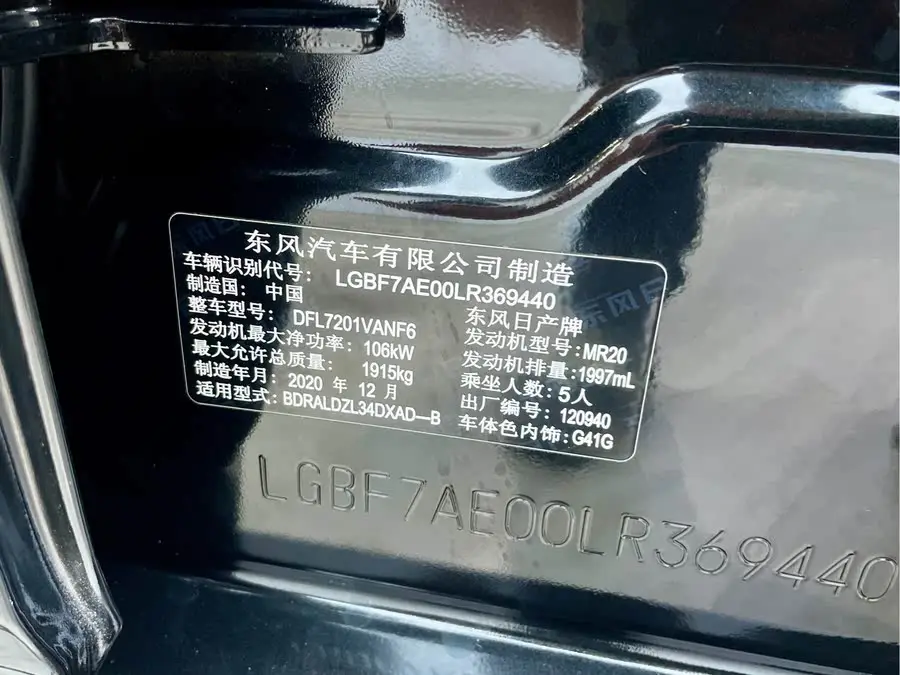 东风汽车有限公司制造
车辆识别代号: LGBF7AE00LR369440
制造国: 中国 东风日产牌
整车型号: DFL7201VANF6 发动机型号:MR20
发动机最大净功率: 106kW 发动机排量:1997mL
最大允许总质量: 1915kg 乘坐人数:5人
制造年月: 2020 年 12 月 出厂编号: 120940
适用型式:BDRALDZL34DXAD—B 车体色内饰:G41G
LGBF7AE00LR369440